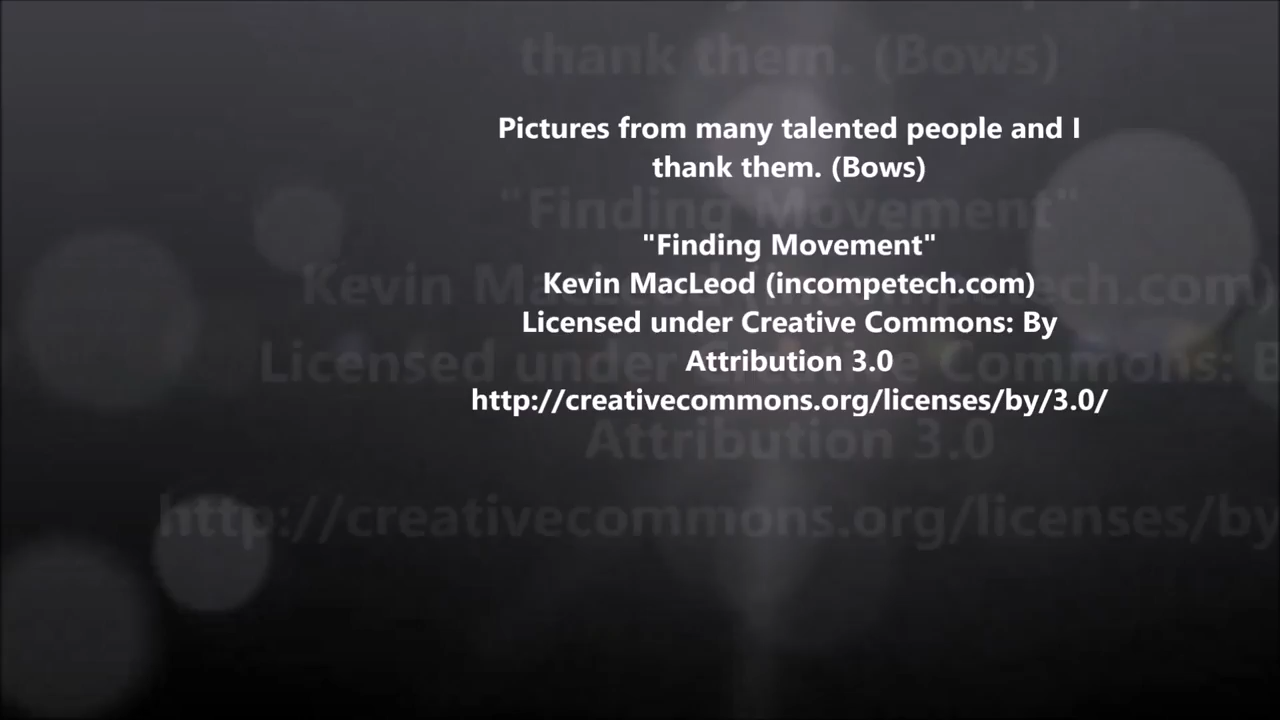 Pictures from many talented people and I
thank them. (Bows)
"Finding Movement"
Kevin MacLeod (incompetech.com)
Licensed under Creative Commons: By
Attribution 3.0
http://creativecommons.org/licenses/by/3.0/